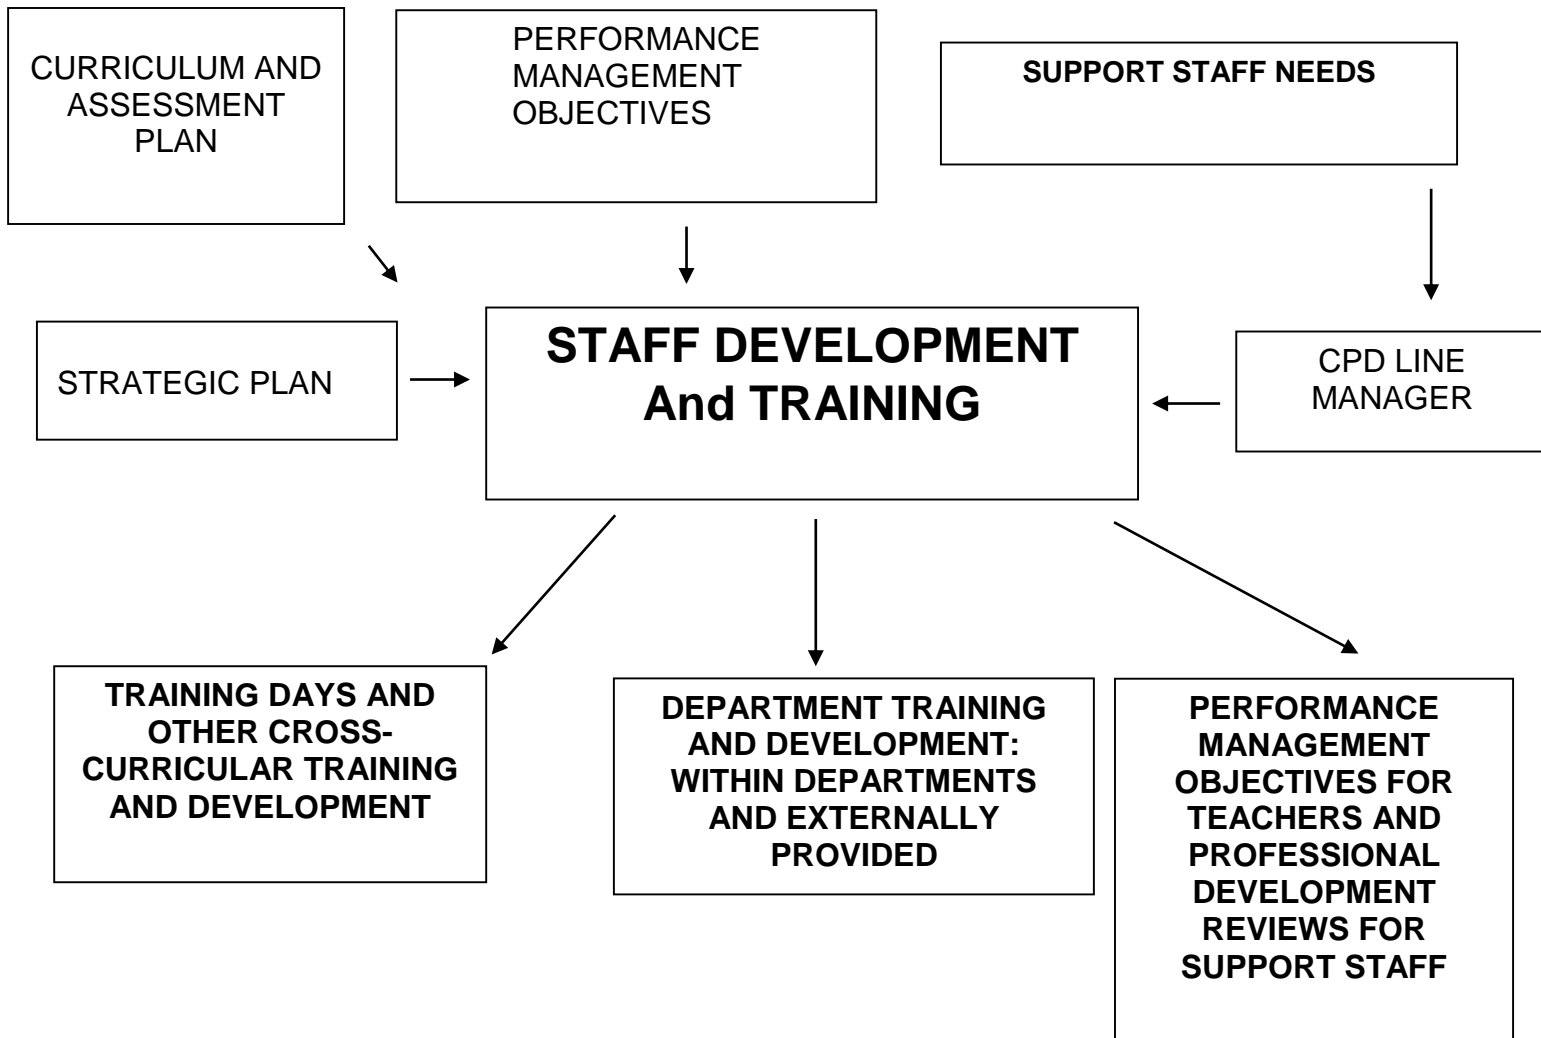 CURRICULUM AND
ASSESSMENT
PLAN
PERFORMANCE
MANAGEMENT
OBJECTIVES
SUPPORT STAFF NEEDS
STRATEGIC PLAN
STAFF DEVELOPMENT
And TRAINING
CPD LINE
MANAGER
TRAINING DAYS AND
OTHER CROSS-
CURRICULAR TRAINING
AND DEVELOPMENT
DEPARTMENT TRAINING
AND DEVELOPMENT:
WITHIN DEPARTMENTS
AND EXTERNALLY
PROVIDED
PERFORMANCE
MANAGEMENT
OBJECTIVES FOR
TEACHERS AND
PROFESSIONAL
DEVELOPMENT
REVIEWS FOR
SUPPORT STAFF